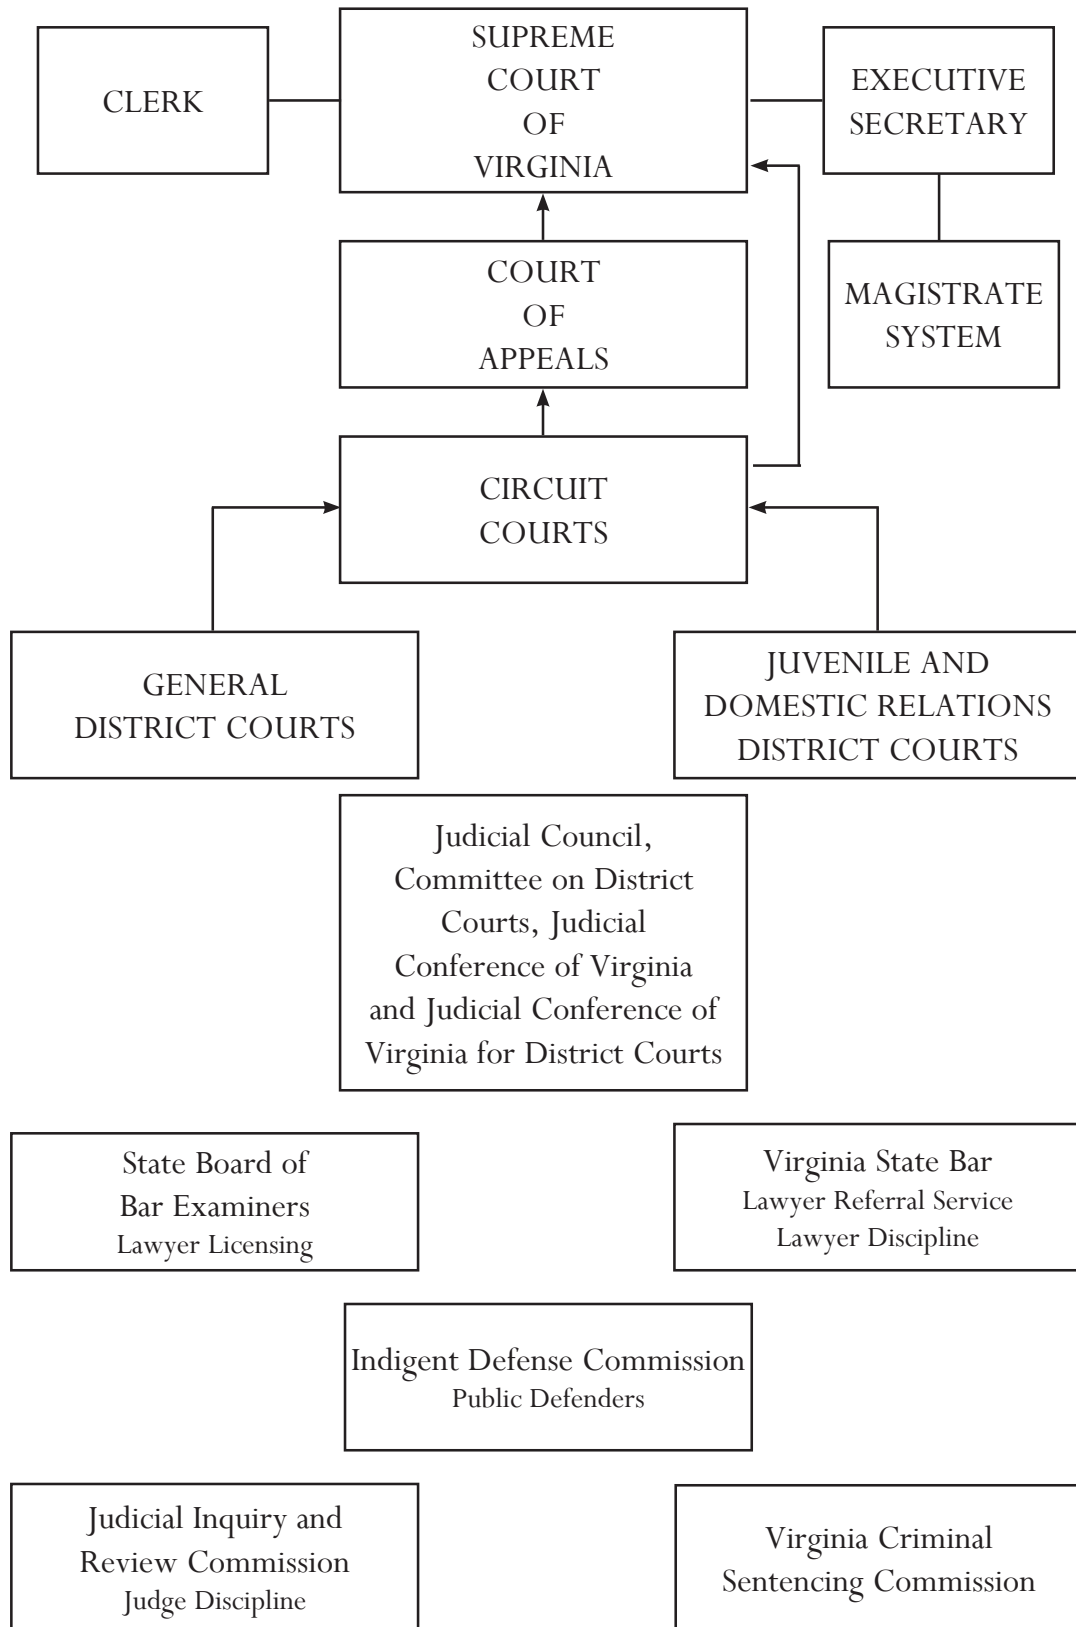 CLERK
SUPREME
COURT
OF
VIRGINIA
EXECUTIVE
SECRETARY
COURT
OF
APPEALS
MAGISTRATE
SYSTEM
CIRCUIT
COURTS
GENERAL
DISTRICT COURTS
JUVENILE AND
DOMESTIC RELATIONS
DISTRICT COURTS
Judicial Council,
Committee on District
Courts, Judicial
Conference of Virginia
and Judicial Conference of
Virginia for District Courts
State Board of
Bar Examiners
Lawyer Licensing
Virginia State Bar
Lawyer Referral Service
Lawyer Discipline
Indigent Defense Commission
Public Defenders
Judicial Inquiry and
Review Commission
Judge Discipline
Virginia Criminal
Sentencing Commission